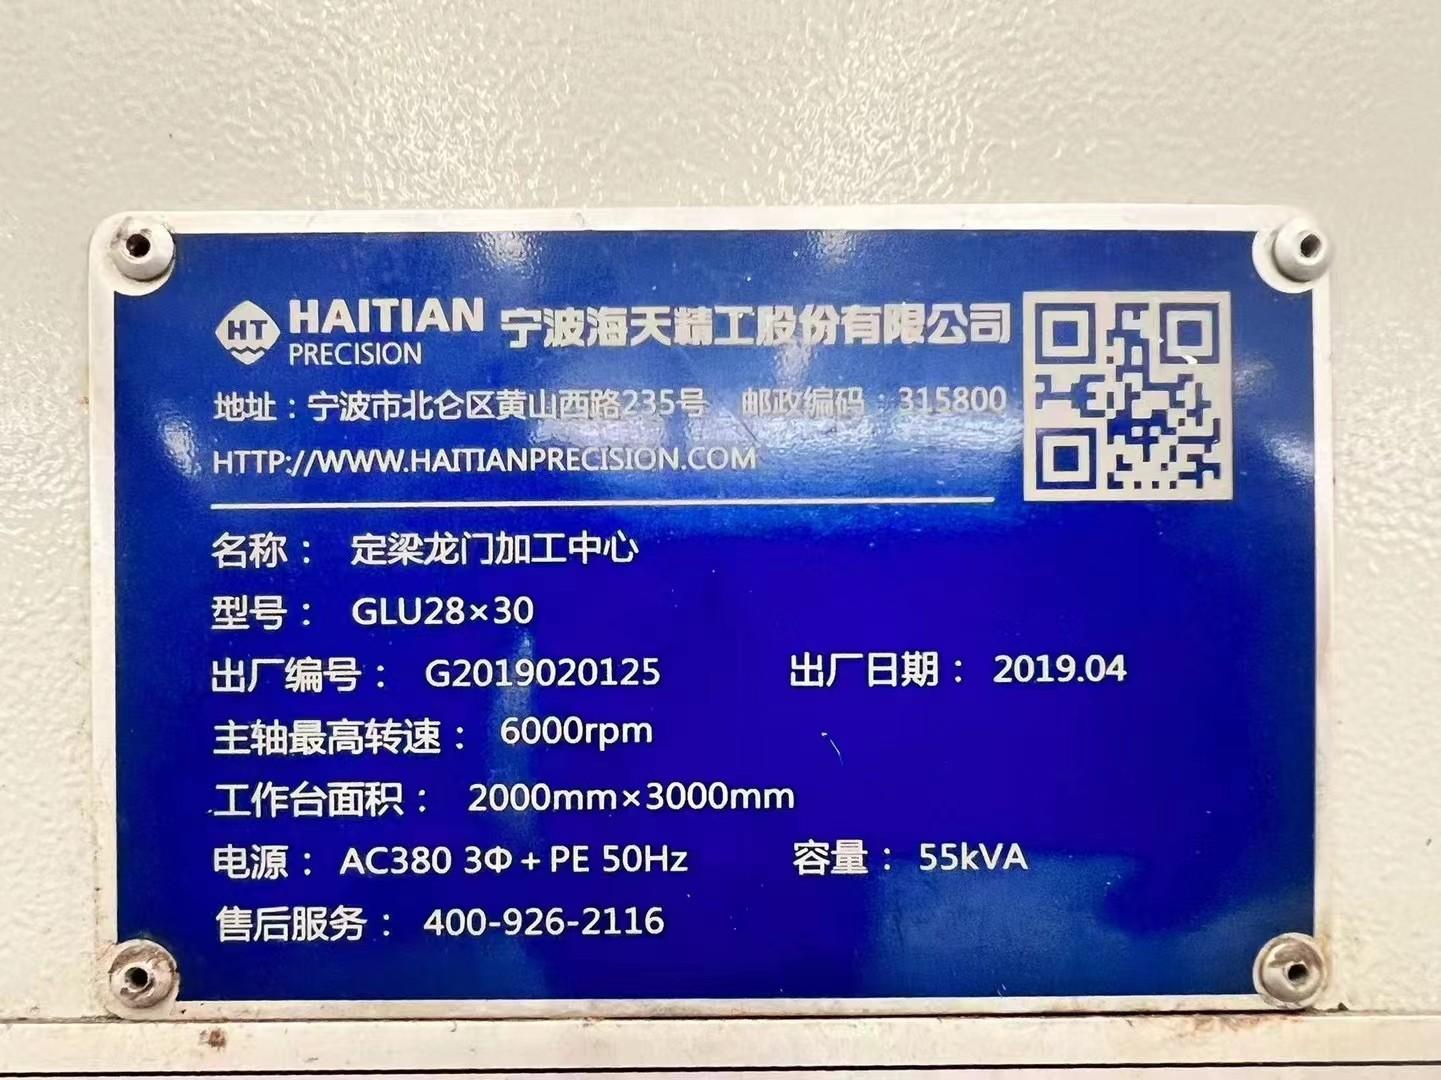 HT HAITIAN PRECISION 宁波海天精工股份有限公司
地址：宁波市北仑区黄山西路235号 邮政编码：315800
HTTP://WWW.HAITIANPRECISION.COM
名称： 定梁龙门加工中心
型号： GLU28×30
出厂编号： G2019020125 出厂日期： 2019.04
主轴最高转速： 6000rpm
工作台面积： 2000mm×3000mm
电源： AC380 3Φ+PE 50Hz 容量： 55kVA
售后服务： 400-926-2116